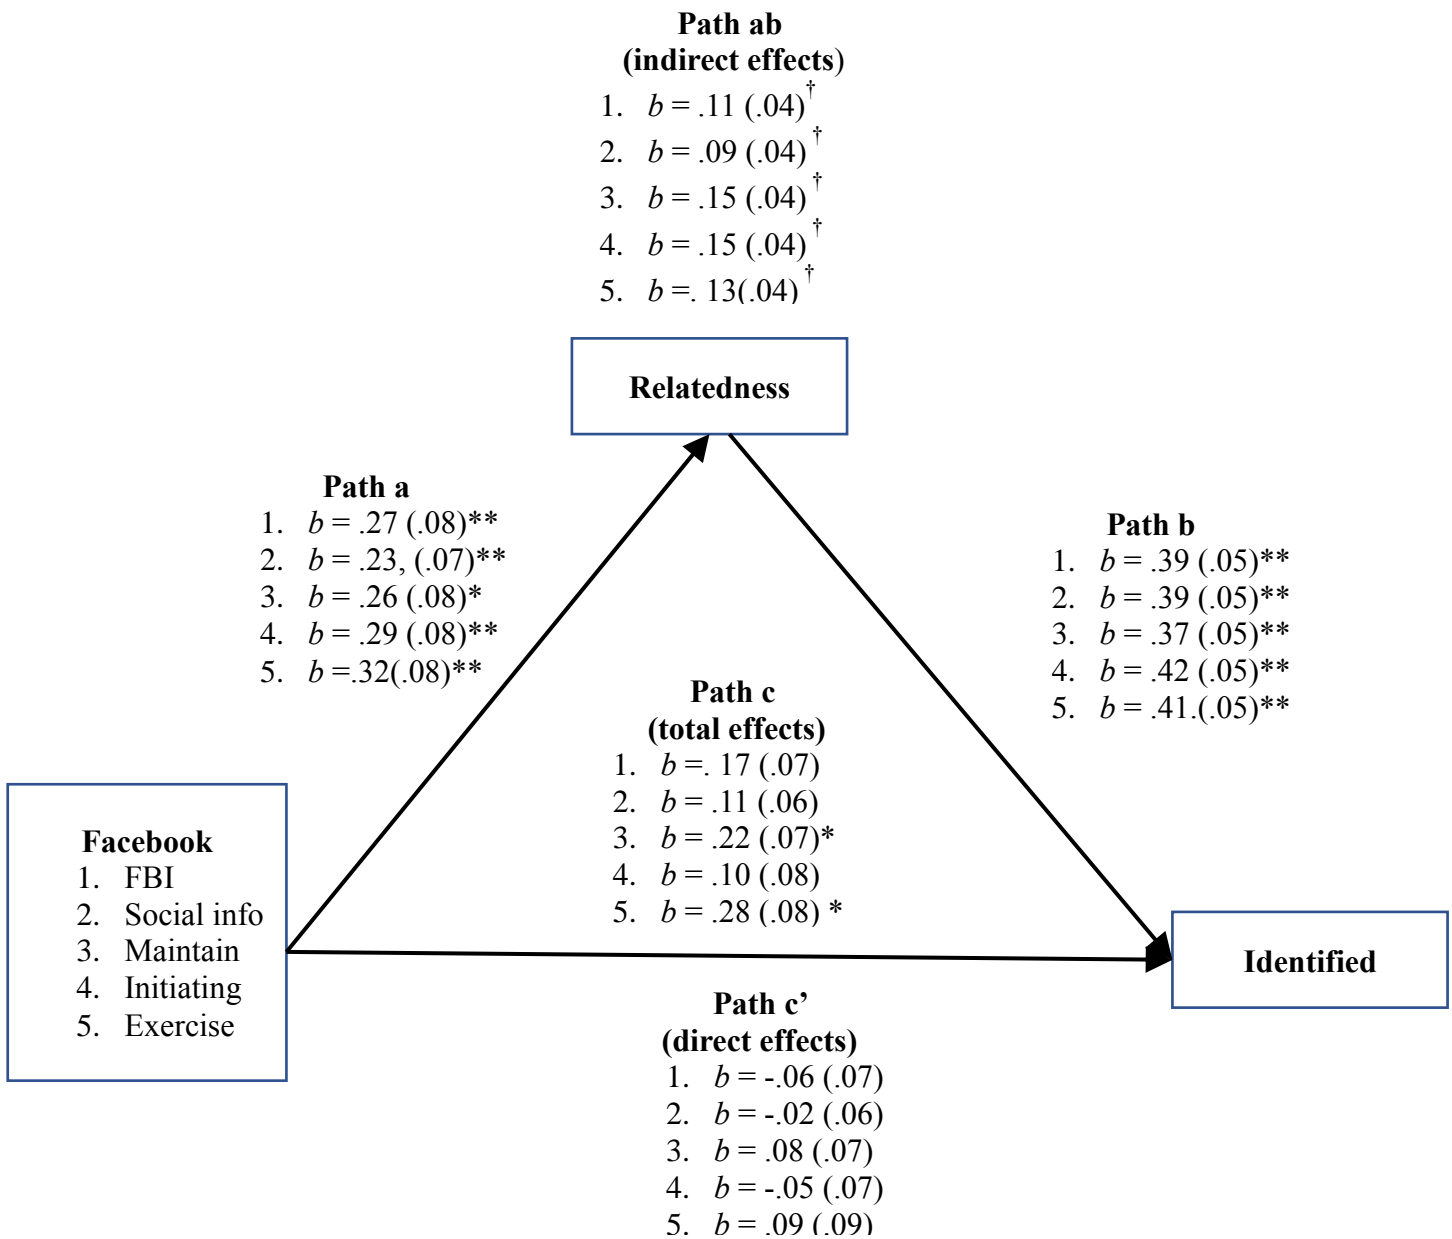 Path ab
(indirect effects)
1. b = .11 (.04)†
2. b = .09 (.04)†
3. b = .15 (.04)†
4. b = .15 (.04)†
5. b =. 13(.04)†
Relatedness
Path a
1. b = .27 (.08)**
2. b = .23, (.07)**
3. b = .26 (.08)*
4. b = .29 (.08)**
5. b =.32(.08)**
Path b
1. b = .39 (.05)**
2. b = .39 (.05)**
3. b = .37 (.05)**
4. b = .42 (.05)**
5. b = .41.(.05)**
Path c
(total effects)
1. b =. 17 (.07)
2. b = .11 (.06)
3. b = .22 (.07)*
4. b = .10 (.08)
5. b = .28 (.08) *
Facebook
1. FBI
2. Social info
3. Maintain
4. Initiating
5. Exercise
Identified
Path c’
(direct effects)
1. b = -.06 (.07)
2. b = -.02 (.06)
3. b = .08 (.07)
4. b = -.05 (.07)
5. b = .09 (.09)